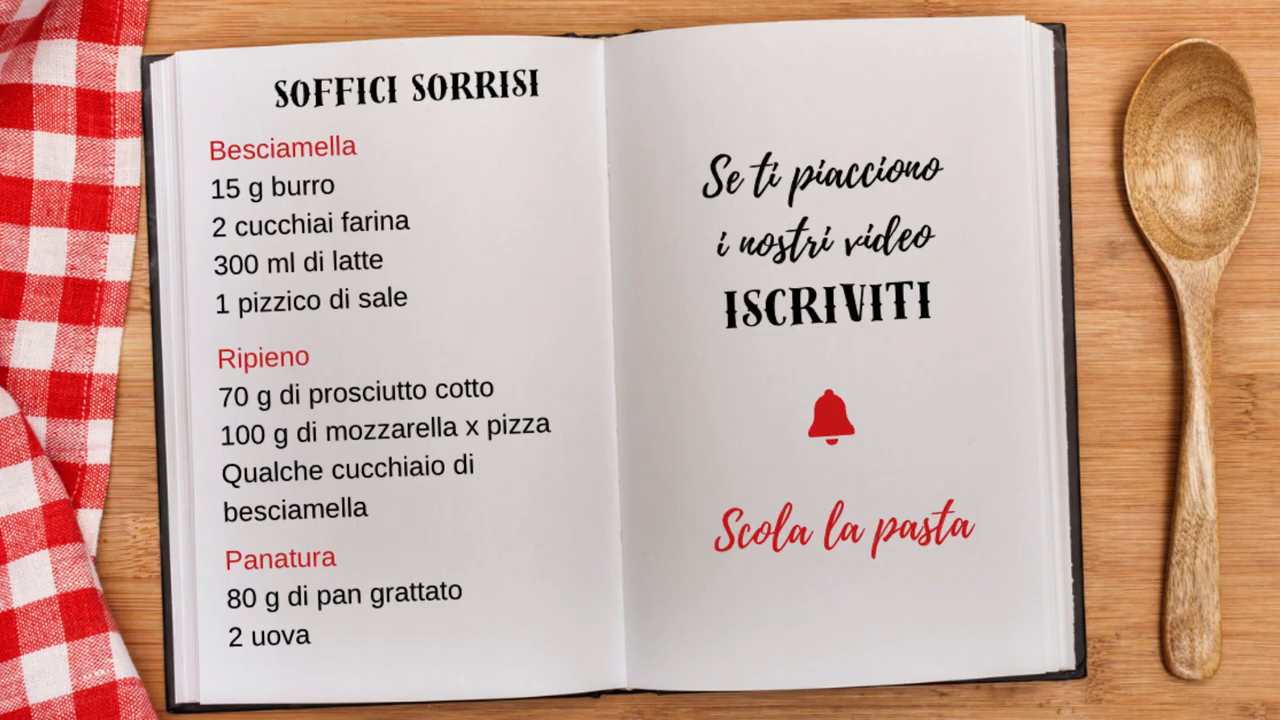 SOFFICI SORRISI
Besciamella
15 g burro
2 cucchiai farina
300 ml di latte
1 pizzico di sale
Ripieno
70 g di prosciutto cotto
100 g di mozzarella x pizza
Qualche cucchiaio di
besciamella
Panatura
80 g di pan grattato
2 uova
Se ti piacciono
i nostri video
ISCRIVITI
Scola la pasta